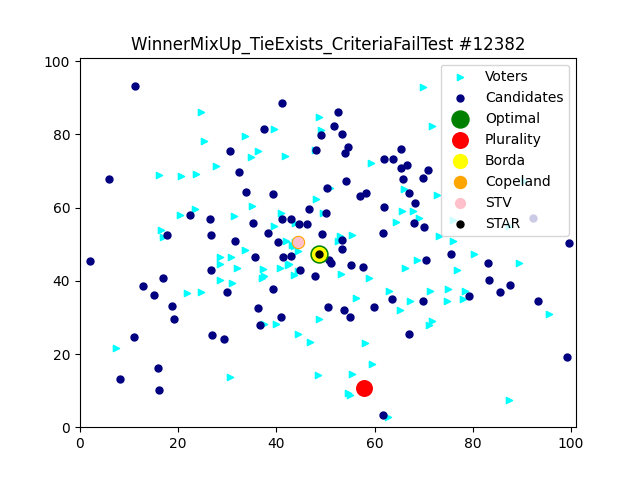 WinnerMixUp_TieExists_CriteriaFailTest #12382
100
80
60
40
20
0
0
20
40
60
80
100
Voters
Candidates
Optimal
Plurality
Borda
Copeland
STV
STAR